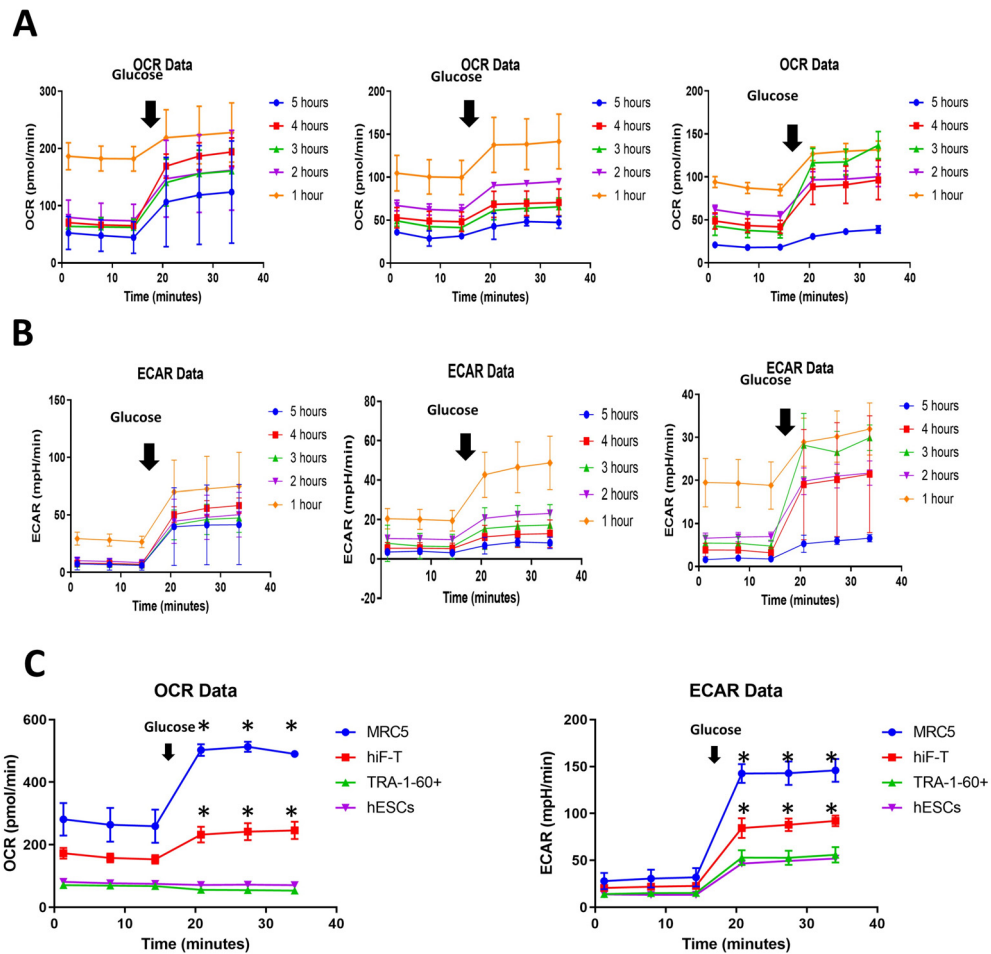 A
OCR Data
Glucose
OCR (pmol/min)
300
200
100
0
0 10 20 30 40
Time (minutes)
5 hours
4 hours
3 hours
2 hours
1 hour
OCR Data
Glucose
OCR (pmol/min)
200
150
100
50
0
0 10 20 30 40
Time (minutes)
5 hours
4 hours
3 hours
2 hours
1 hour
OCR Data
Glucose
OCR (pmol/min)
200
150
100
50
0
0 10 20 30 40
Time (minutes)
5 hours
4 hours
3 hours
2 hours
1 hour
B
ECAR Data
Glucose
ECAR (mpH/min)
150
100
50
0
0 10 20 30 40
Time (minutes)
5 hours
4 hours
3 hours
2 hours
1 hour
ECAR Data
Glucose
ECAR (mpH/min)
80
60
40
20
0
-20
10 20 30 40
Time (minutes)
5 hours
4 hours
3 hours
2 hours
1 hour
ECAR Data
Glucose
ECAR (mpH/min)
40
30
20
10
0
0 10 20 30 40
Time (minutes)
5 hours
4 hours
3 hours
2 hours
1 hour
C
OCR Data
Glucose
* * *
* * *
OCR (pmol/min)
600
400
200
0
0 10 20 30 40
Time (minutes)
MRC5
hiF-T
TRA-1-60+
hESCs
ECAR Data
Glucose
* * *
* * *
ECAR (mpH/min)
200
150
100
50
0
0 10 20 30 40
Time (minutes)
MRC5
hiF-T
TRA-1-60+
hESCs